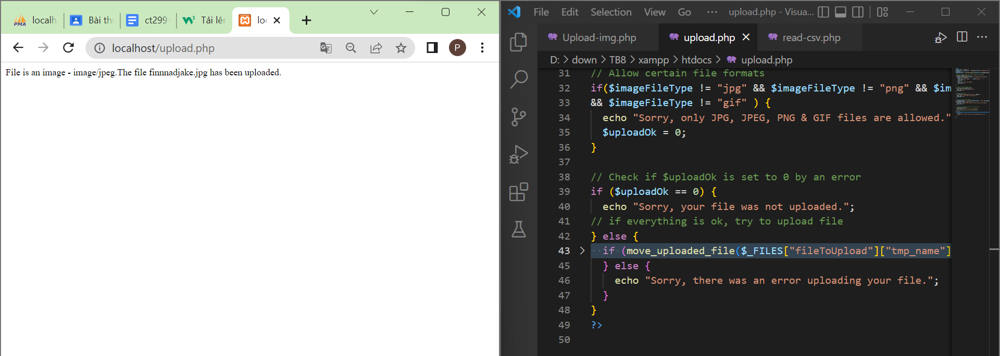 PMA localh
Bài th
ct299-
Tải lên
loc
localhost/upload.php
P
File is an image - image/jpeg.The file finnnadjake.jpg has been uploaded.
File Edit Selection View Go ··· upload.php - Visua...
Upload-img.php upload.php read-csv.php
D: > down > TB8 > xampp > htdocs > upload.php
31 // Allow certain file formats
32 if($imageFileType != "jpg" && $imageFileType != "png" && $im
33 && $imageFileType != "gif" ) {
34 echo "Sorry, only JPG, JPEG, PNG & GIF files are allowed."
35 $uploadOk = 0;
36 }
37
38 // Check if $uploadOk is set to 0 by an error
39 if ($uploadOk == 0) {
40 echo "Sorry, your file was not uploaded.";
41 // if everything is ok, try to upload file
42 } else {
43 if (move_uploaded_file($_FILES["fileToUpload"]["tmp_name"]
45 } else {
46 echo "Sorry, there was an error uploading your file.";
47 }
48 }
49 ?>
50